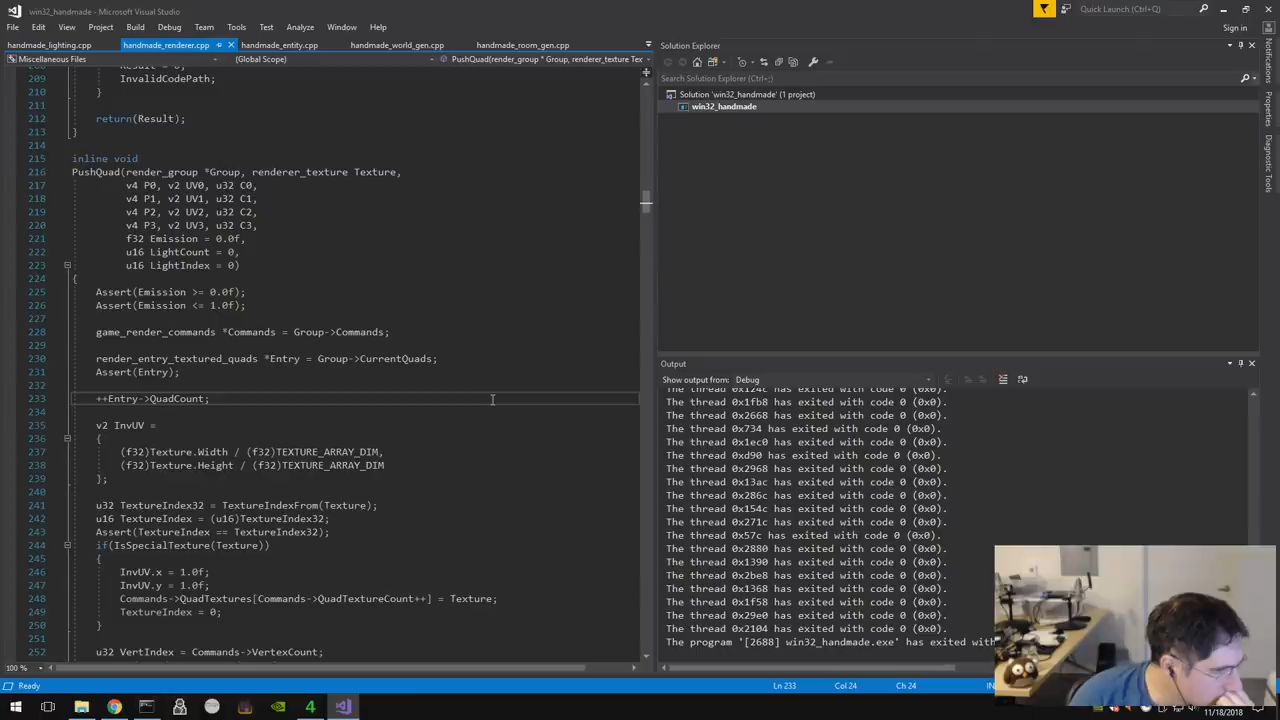 win32_handmade - Microsoft Visual Studio
Quick Launch (Ctrl+Q)
File Edit View Project Build Debug Team Tools Test Analyze Window Help
Sign in
handmade_lighting.cpp handmade_renderer.cpp handmade_entity.cpp handmade_world_gen.cpp handmade_room_gen.cpp
Miscellaneous Files (Global Scope) PushQuad(render_group * Group, renderer_texture Tex
209 InvalidCodePath;
210 }
211
212 return(Result);
213 }
214
215 inline void
216 PushQuad(render_group *Group, renderer_texture Texture,
217 v4 P0, v2 UV0, u32 C0,
218 v4 P1, v2 UV1, u32 C1,
219 v4 P2, v2 UV2, u32 C2,
220 v4 P3, v2 UV3, u32 C3,
221 f32 Emission = 0.0f,
222 u16 LightCount = 0,
223 u16 LightIndex = 0)
224 {
225 Assert(Emission >= 0.0f);
226 Assert(Emission <= 1.0f);
227
228 game_render_commands *Commands = Group->Commands;
229
230 render_entry_textured_quads *Entry = Group->CurrentQuads;
231 Assert(Entry);
232
233 ++Entry->QuadCount;
234
235 v2 InvUV =
236 {
237 (f32)Texture.Width / (f32)TEXTURE_ARRAY_DIM,
238 (f32)Texture.Height / (f32)TEXTURE_ARRAY_DIM
239 };
240
241 u32 TextureIndex32 = TextureIndexFrom(Texture);
242 u16 TextureIndex = (u16)TextureIndex32;
243 Assert(TextureIndex == TextureIndex32);
244 if(IsSpecialTexture(Texture))
245 {
246 InvUV.x = 1.0f;
247 InvUV.y = 1.0f;
248 Commands->QuadTextures[Commands->QuadTextureCount++] = Texture;
249 TextureIndex = 0;
250 }
251
252 u32 VertIndex = Commands->VertexCount;
100 %
Solution Explorer
Search Solution Explorer (Ctrl+;)
Solution 'win32_handmade' (1 project)
win32_handmade
Notifications
Properties
Diagnostic Tools
Output
Show output from: Debug
The thread 0x124c has exited with code 0 (0x0).
The thread 0x1fb8 has exited with code 0 (0x0).
The thread 0x2668 has exited with code 0 (0x0).
The thread 0x734 has exited with code 0 (0x0).
The thread 0x1ec0 has exited with code 0 (0x0).
The thread 0xd90 has exited with code 0 (0x0).
The thread 0x2968 has exited with code 0 (0x0).
The thread 0x13ac has exited with code 0 (0x0).
The thread 0x286c has exited with code 0 (0x0).
The thread 0x154c has exited with code 0 (0x0).
The thread 0x271c has exited with code 0 (0x0).
The thread 0x57c has exited with code 0 (0x0).
The thread 0x2880 has exited with code 0 (0x0).
The thread 0x1390 has exited with code 0 (0x0).
The thread 0x2be8 has exited with code 0 (0x0).
The thread 0x1368 has exited with code 0 (0x0).
The thread 0x1f58 has exited with code 0 (0x0).
The thread 0x29e0 has exited with code 0 (0x0).
The thread 0x2104 has exited with code 0 (0x0).
The program '[2688] win32_handmade.exe' has exited with
Ready Ln 233 Col 24 Ch 24 IN
4
11/18/2018